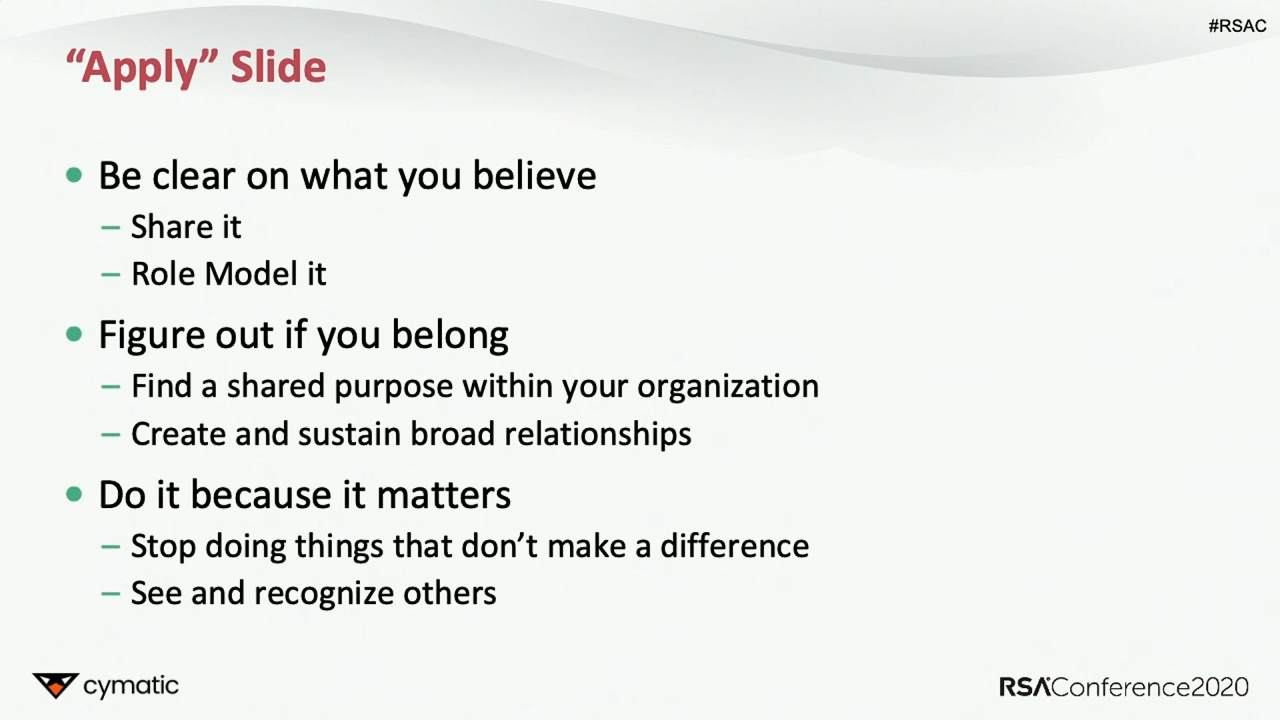 #RSAC
“Apply” Slide
• Be clear on what you believe
– Share it
– Role Model it
• Figure out if you belong
– Find a shared purpose within your organization
– Create and sustain broad relationships
• Do it because it matters
– Stop doing things that don’t make a difference
– See and recognize others
cymatic
RSAConference2020